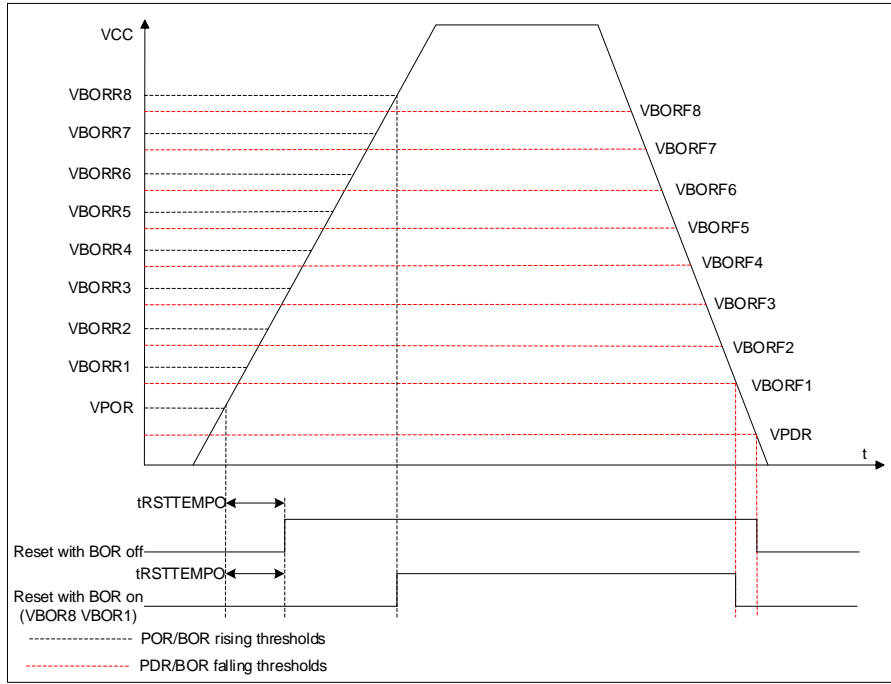 VCC
VBORR8
VBORF8
VBORR7
VBORF7
VBORR6
VBORF6
VBORR5
VBORF5
VBORR4
VBORF4
VBORR3
VBORF3
VBORR2
VBORF2
VBORR1
VBORF1
VPOR
VPDR
t
tRSTTEMPO
Reset with BOR off
tRSTTEMPO
Reset with BOR on
(VBOR8 VBOR1)
POR/BOR rising thresholds
PDR/BOR falling thresholds